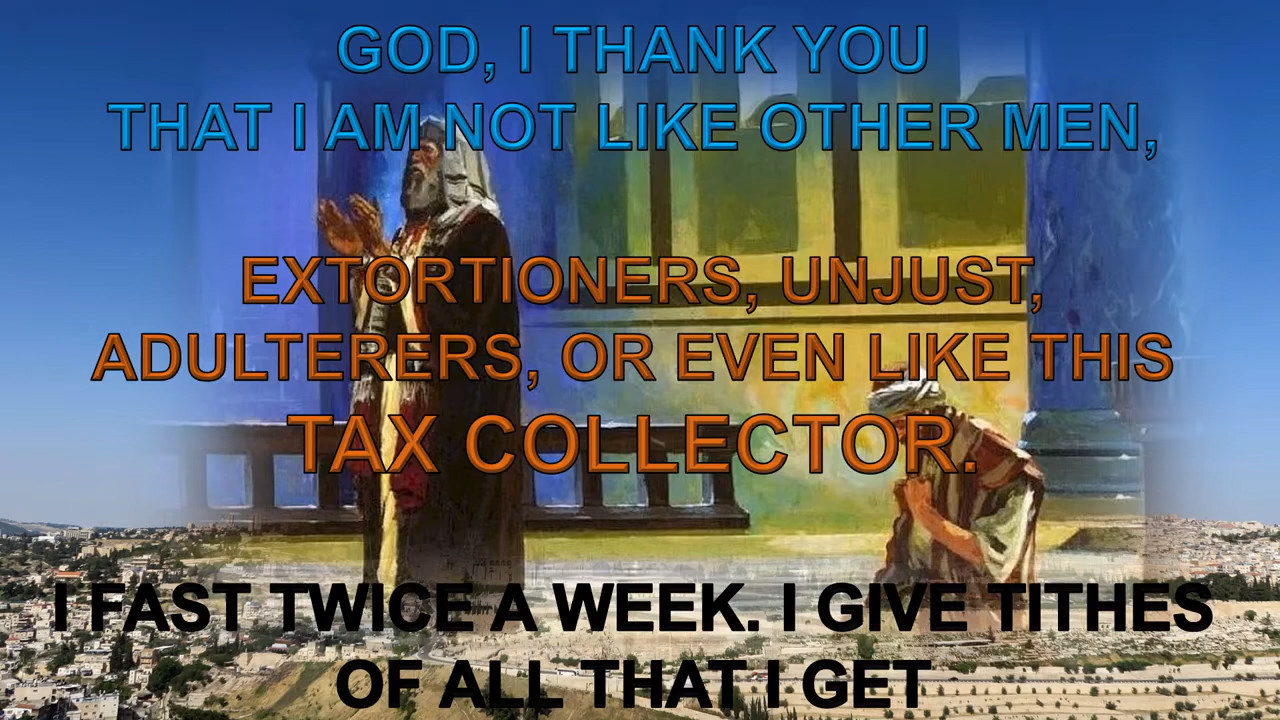 GOD, I THANK YOU
THAT I AM NOT LIKE OTHER MEN,
EXTORTIONERS, UNJUST,
ADULTERERS, OR EVEN LIKE THIS
TAX COLLECTOR.
I FAST TWICE A WEEK. I GIVE TITHES
OF ALL THAT I GET